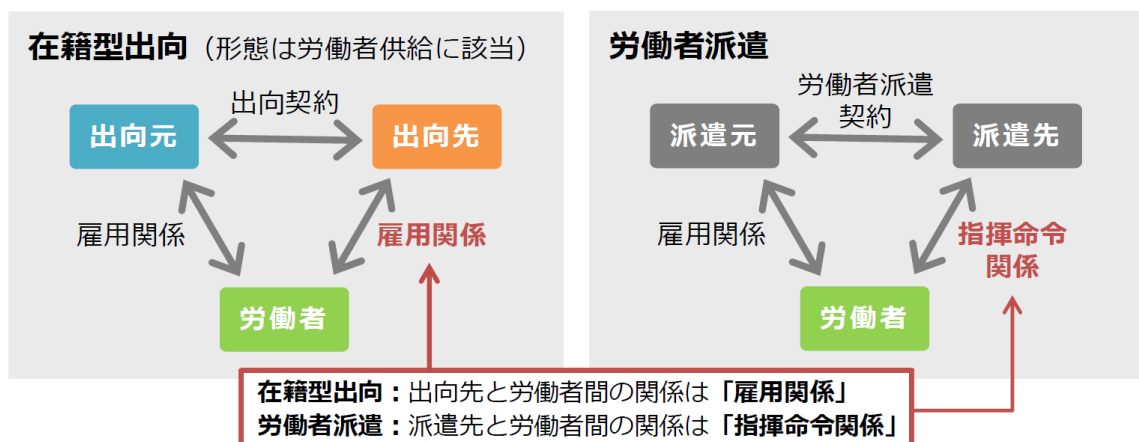 在籍型出向（形態は労働者供給に該当）
出向契約
出向元
出向先
雇用関係
雇用関係
労働者
労働者派遣
労働者派遣
契約
派遣元
派遣先
雇用関係
指揮命令
関係
労働者
在籍型出向：出向先と労働者間の関係は「雇用関係」
労働者派遣：派遣先と労働者間の関係は「指揮命令関係」